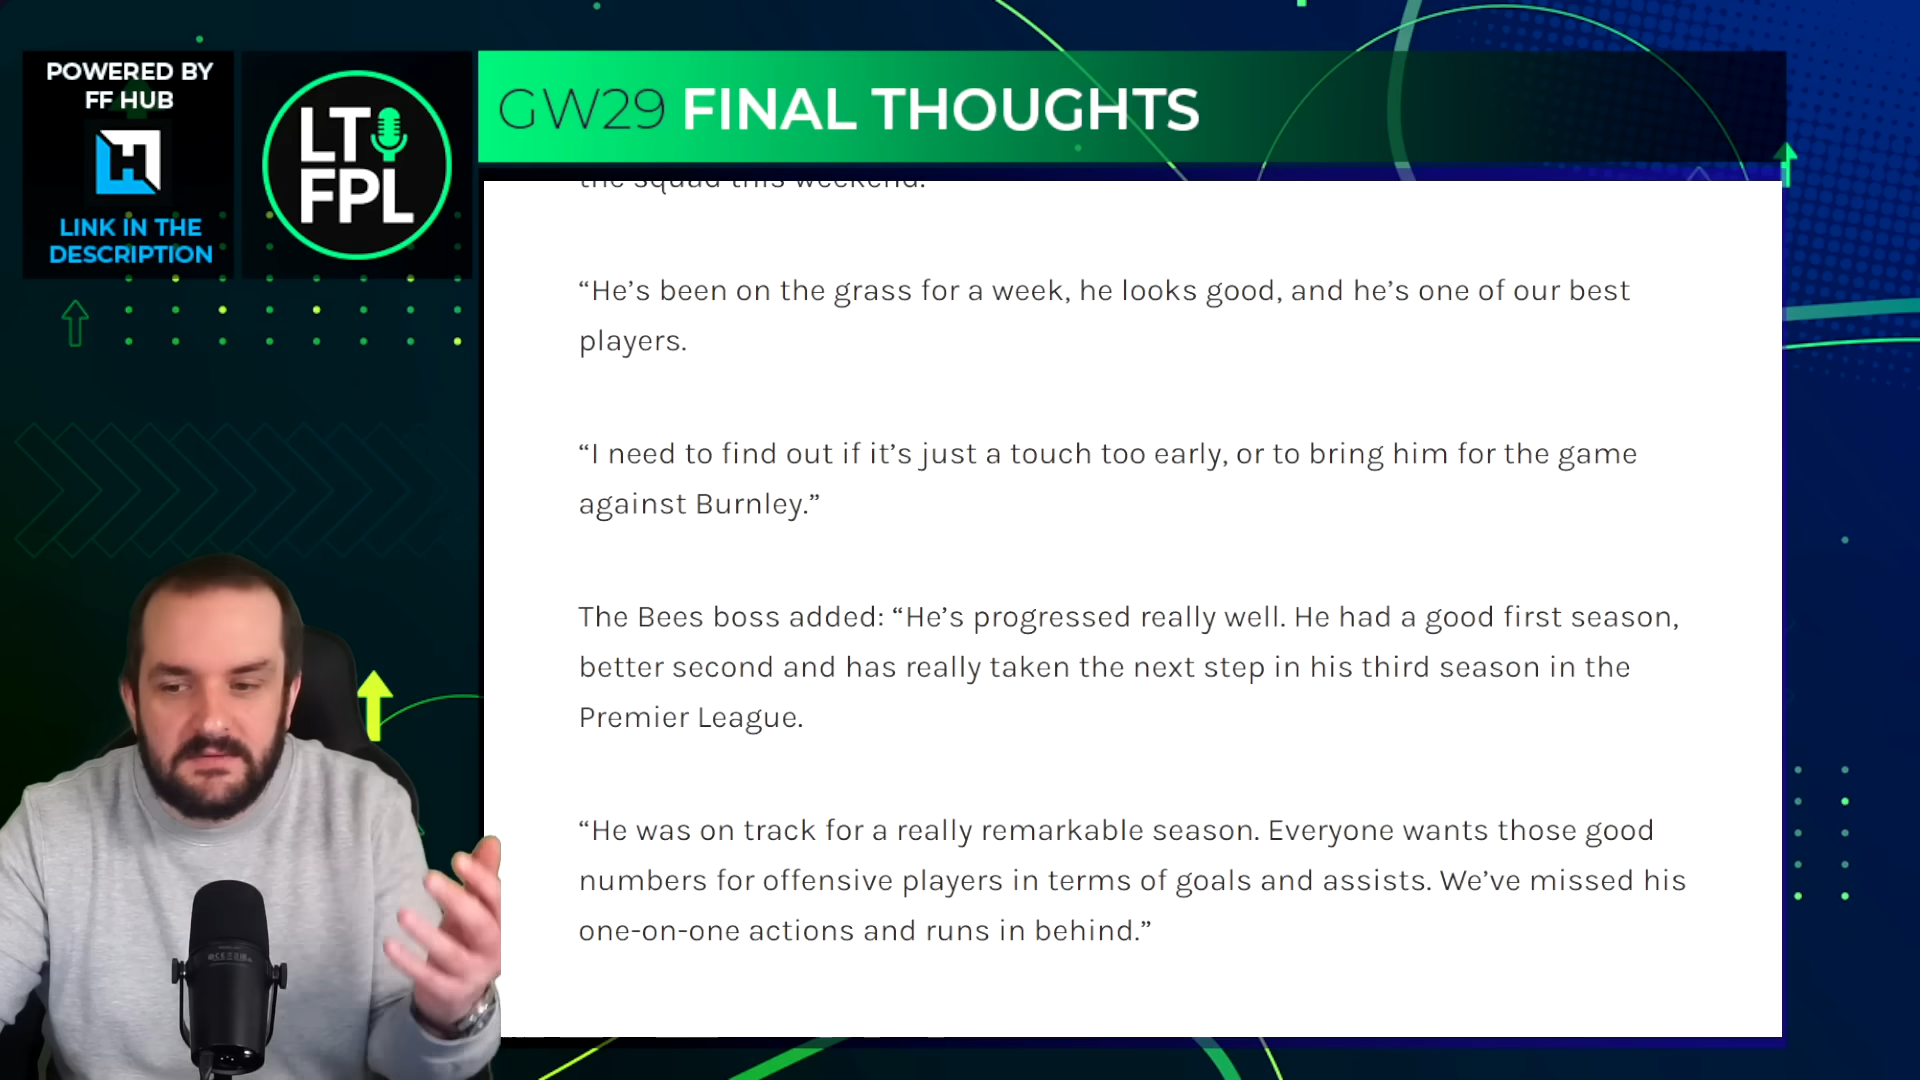 POWERED BY
FF HUB
LINK IN THE
DESCRIPTION
LT
FPL
GW29 FINAL THOUGHTS
the squad this weekend.
“He’s been on the grass for a week, he looks good, and he’s one of our best
players.
“I need to find out if it’s just a touch too early, or to bring him for the game
against Burnley.”
The Bees boss added: “He’s progressed really well. He had a good first season,
better second and has really taken the next step in his third season in the
Premier League.
“He was on track for a really remarkable season. Everyone wants those good
numbers for offensive players in terms of goals and assists. We’ve missed his
one-on-one actions and runs in behind.”